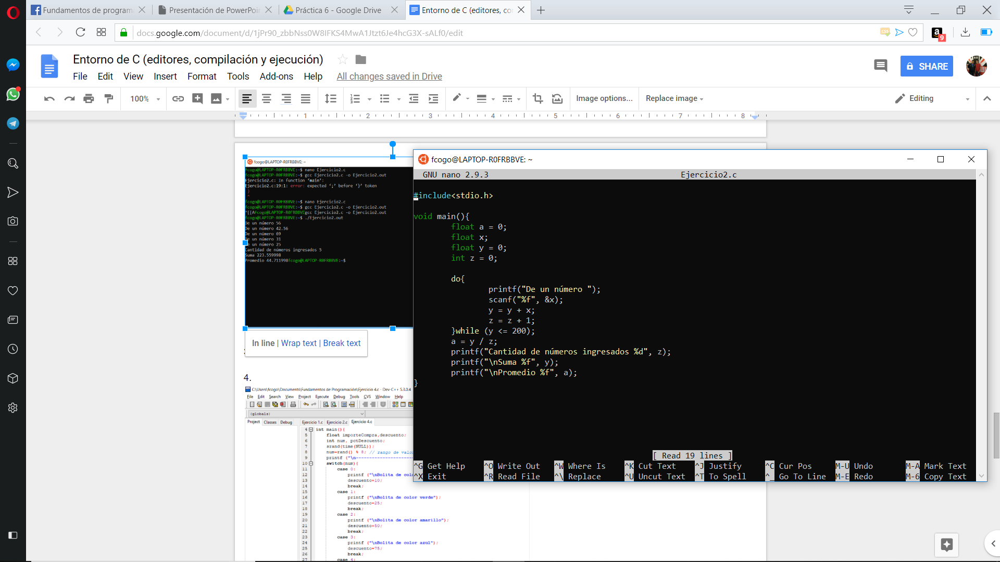 Fundamentos de program
Presentación de PowerPoi
Práctica 6 - Google Drive
Entorno de C (editores, co
docs.google.com/document/d/1jPr90_zbbNss0W8IFKS4MwA1Jtzt6Je4hcG3X-sALf0/edit
9
Entorno de C (editores, compilación y ejecución)
SHARE
File Edit View Insert Format Tools Add-ons Help All changes saved in Drive
100% Image options... Replace image Editing
1 2 3 4 5 6 7 8
fcogo@LAPTOP-R0FRBBVE: ~
fcogo@LAPTOP-R0FRBBVE:~$ nano Ejercicio2.c
fcogo@LAPTOP-R0FRBBVE:~$ gcc Ejercicio2.c -o Ejercicio2.out
Ejercicio2.c: In function ‘main’:
Ejercicio2.c:19:1: error: expected ‘;’ before ‘}’ token
}
^
fcogo@LAPTOP-R0FRBBVE:~$ nano Ejercicio2.c
fcogo@LAPTOP-R0FRBBVE:~$ gcc Ejercicio2.c -o Ejercicio2.out
^[[Afcogo@LAPTOP-R0FRBBVEgcc Ejercicio2.c -o Ejercicio2.out
fcogo@LAPTOP-R0FRBBVE:~$ ./Ejercicio2.out
De un número 56
De un número 42.56
De un número 69
De un número 31
De un número 25
Cantidad de números ingresados 5
Suma 223.559998
Promedio 44.711998fcogo@LAPTOP-R0FRBBVE:~$
In line | Wrap text | Break text
4.
C:\Users\fcogo\Documents\Fundamentos de Programación\Ejercicio 4.c - Dev-C++ 5.3.0.4
File Edit Search View Project Execute Debug Tools CVS Window Help
(globals)
Project Classes Debug Ejercicio 1.c Ejercicio 2.c Ejercicio 4.c
4 int main(){
5 float importeCompra,descuento;
6 int num, pctDescuento;
7 srand(time(NULL));
8 num=rand() % 8; // rango de valor
9 printf ("\n--------------------
10 switch(num){
11 case 0:
12 printf ("\nBolita de colo
13 descuento=10;
14 break;
15 case 1:
16 printf ("\nBolita de color verde");
17 descuento=25;
18 break;
19 case 2:
20 printf ("\nBolita de color amarillo");
21 descuento=50;
22 break;
23 case 3:
24 printf ("\nBolita de color azul");
25 descuento=75;
26 break;
27 case 4:
fcogo@LAPTOP-R0FRBBVE: ~
GNU nano 2.9.3 Ejercicio2.c
#include<stdio.h>
void main(){
float a = 0;
float x;
float y = 0;
int z = 0;
do{
printf("De un número ");
scanf("%f", &x);
y = y + x;
z = z + 1;
}while (y <= 200);
a = y / z;
printf("Cantidad de números ingresados %d", z);
printf("\nSuma %f", y);
printf("\nPromedio %f", a);
}
[ Read 19 lines ]
^G Get Help ^O Write Out ^W Where Is ^K Cut Text ^J Justify ^C Cur Pos M-U Undo M-A Mark Text
^X Exit ^R Read File ^\ Replace ^U Uncut Text ^T To Spell ^_ Go To Line M-E Redo M-6 Copy Text